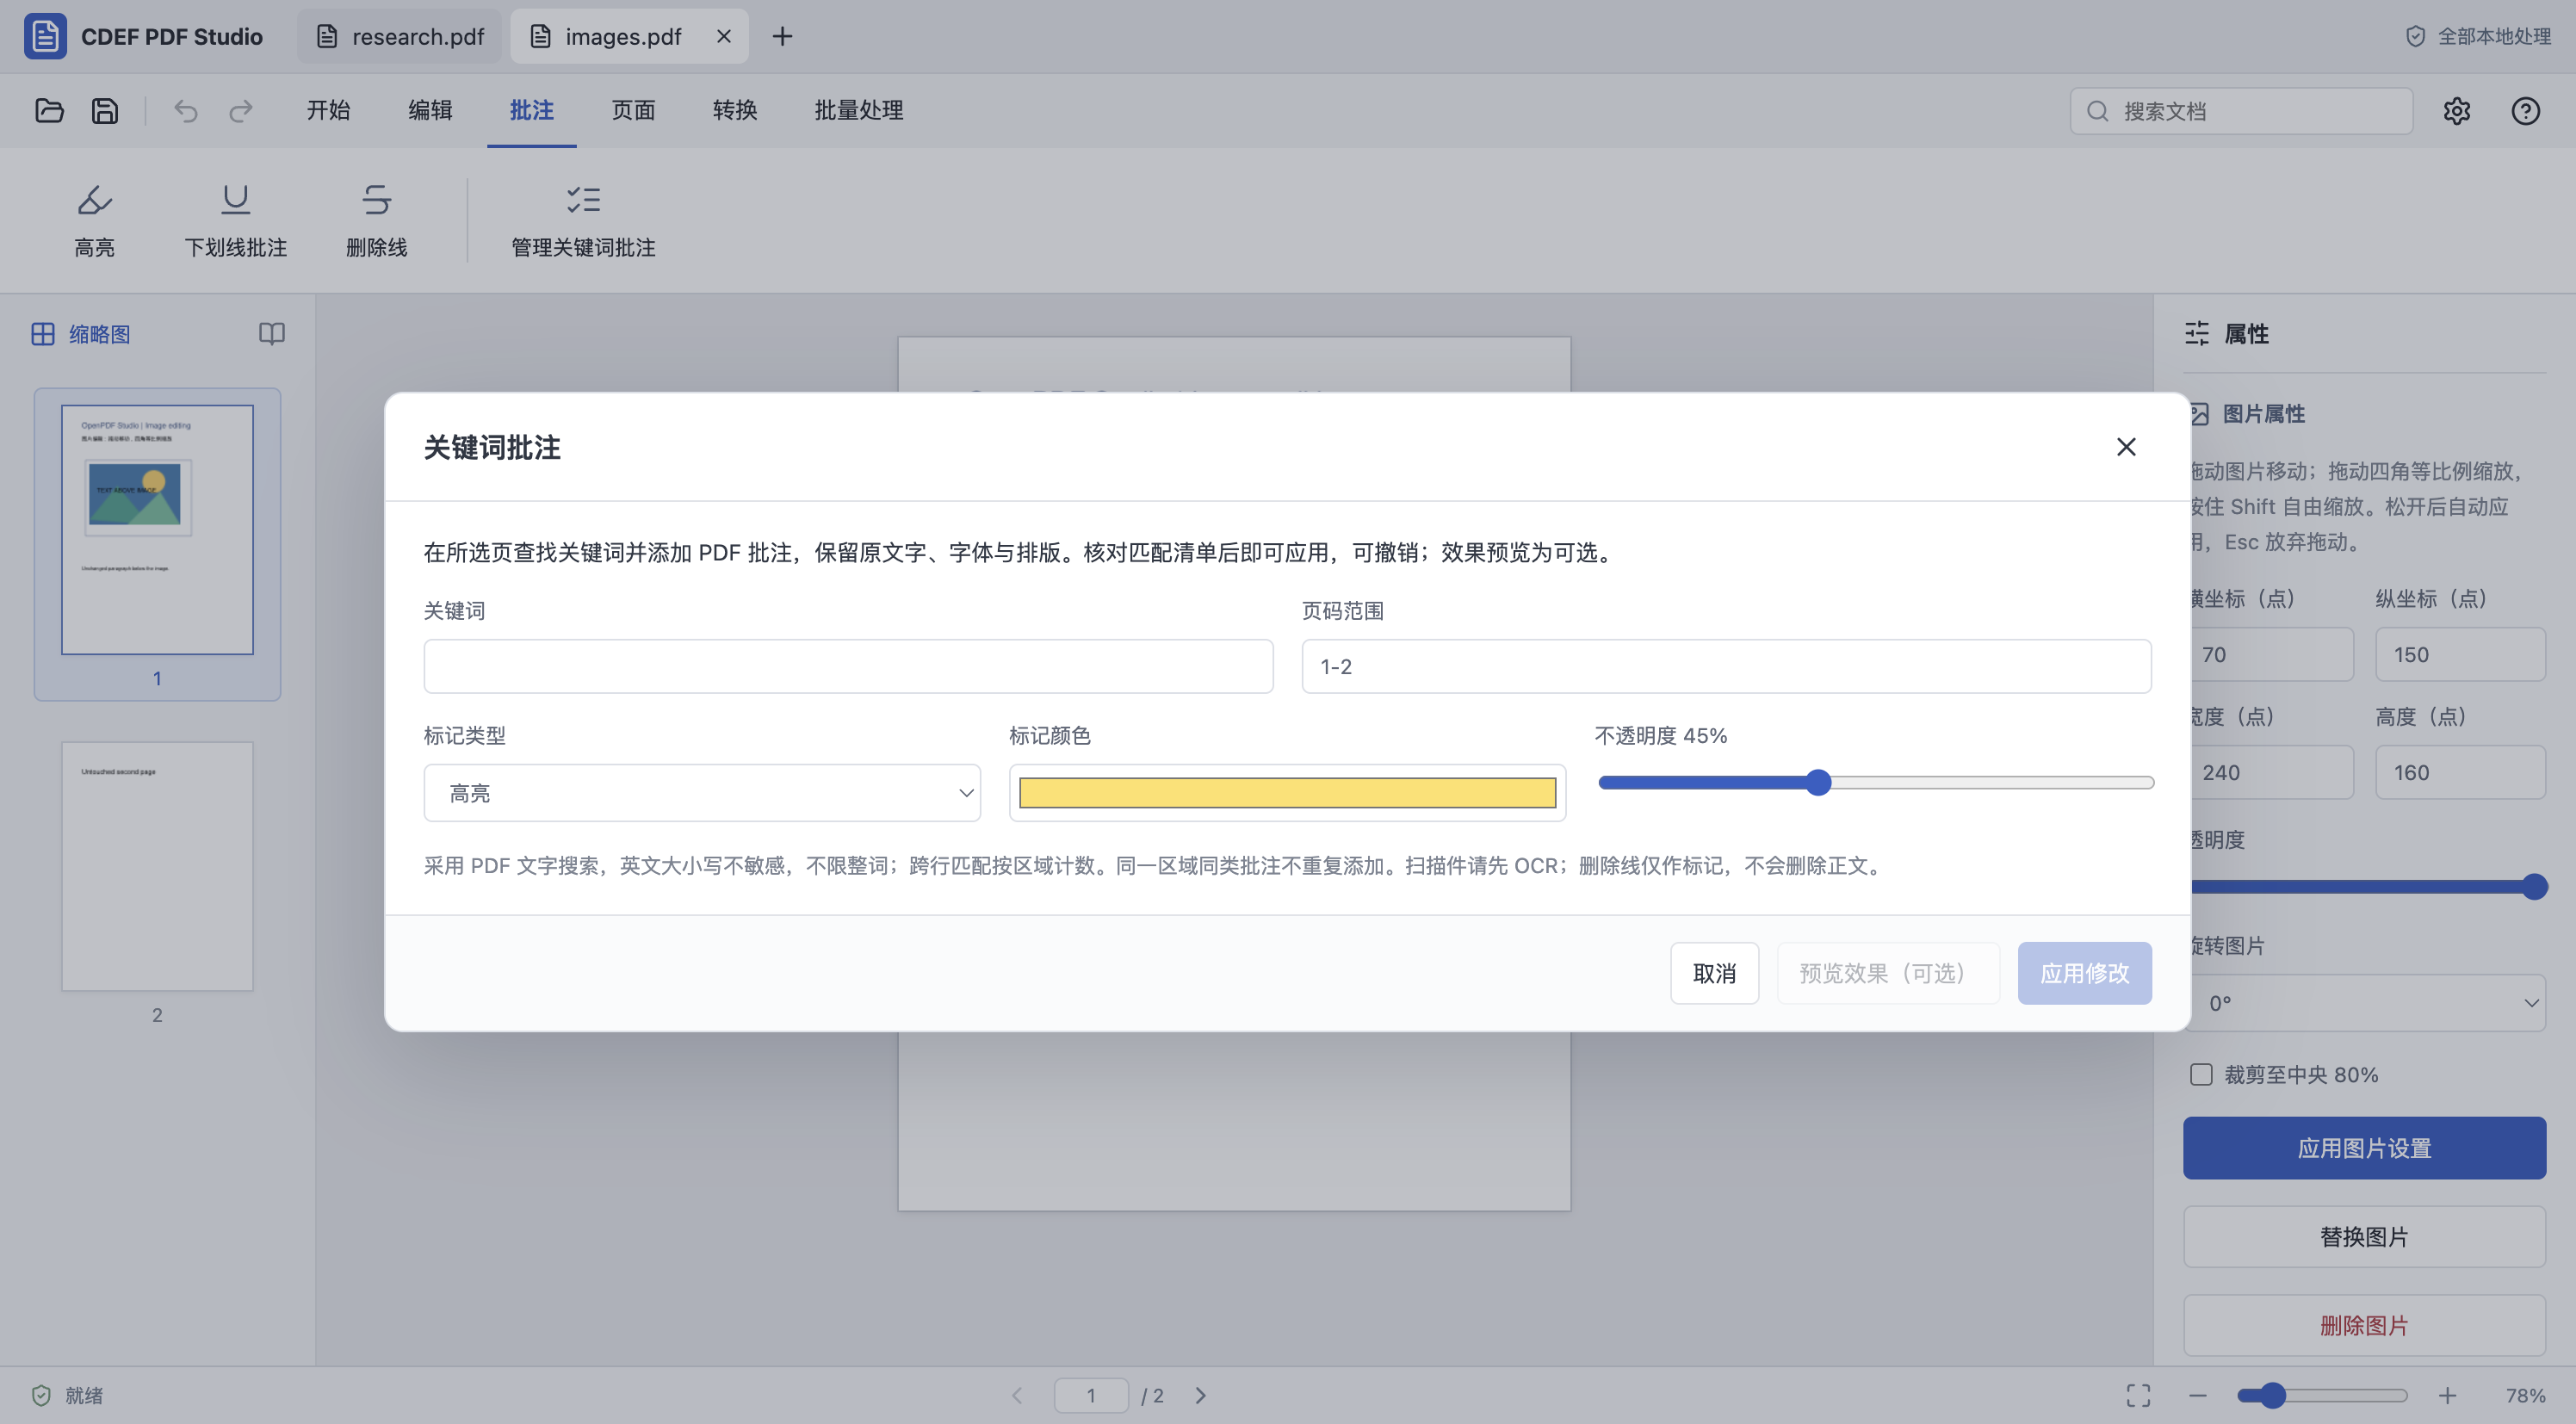 CDEF PDF Studio
research.pdf
images.pdf
全部本地处理
开始
编辑
批注
页面
转换
批量处理
搜索文档
高亮
下划线批注
删除线
管理关键词批注
缩略图
OpenPDF Studio | Image editing
TEXT ABOVE IMAGE
Unchanged paragraph below the image.
1
Untouched second page
2
关键词批注
在所选页查找关键词并添加 PDF 批注，保留原文字、字体与排版。核对匹配清单后即可应用，可撤销；效果预览为可选。
关键词
页码范围
1-2
标记类型
标记颜色
不透明度 45%
高亮
采用 PDF 文字搜索，英文大小写不敏感，不限整词；跨行匹配按区域计数。同一区域同类批注不重复添加。扫描件请先 OCR；删除线仅作标记，不会删除正文。
取消
预览效果（可选）
应用修改
属性
图片属性
拖动图片移动；拖动四角等比例缩放，
按住 Shift 自由缩放。松开后自动应
用，Esc 放弃拖动。
横坐标（点）
纵坐标（点）
70
150
宽度（点）
高度（点）
240
160
透明度
旋转图片
0°
裁剪至中央 80%
应用图片设置
替换图片
删除图片
就绪
1
/ 2
78%